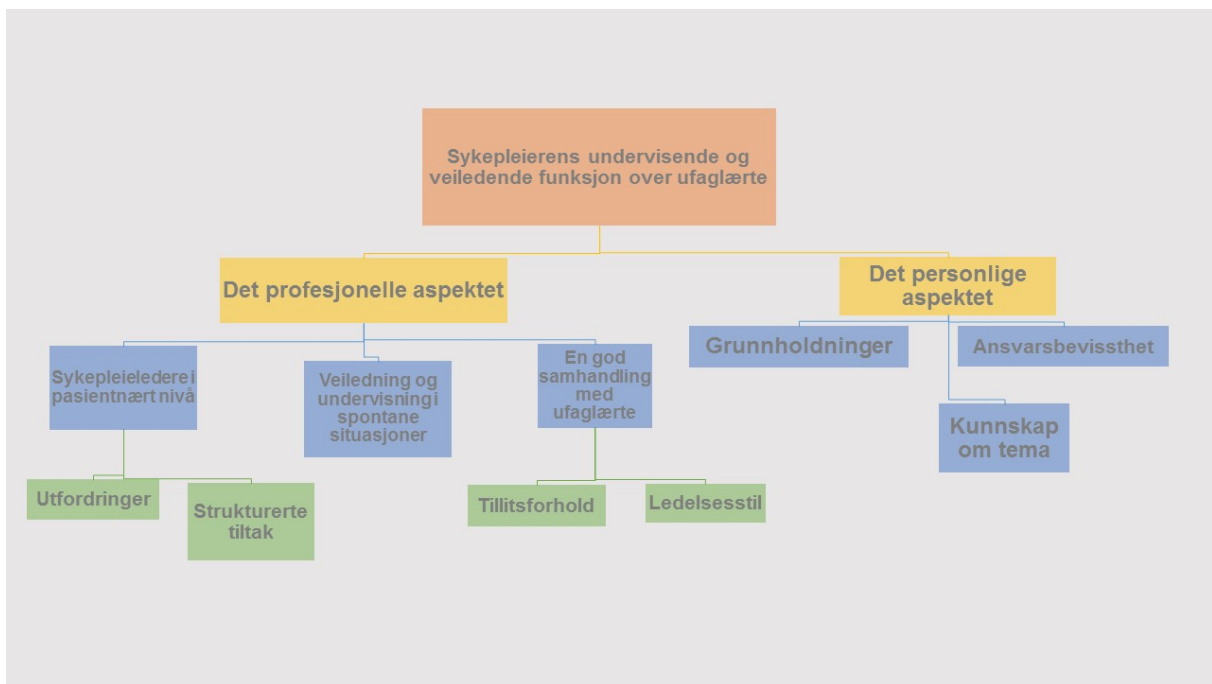 Sykepleierens undervisende og
veiledende funksjon over ufaglærte
Det profesjonelle aspektet
Det personlige
aspektet
Sykepleieledere i
pasientnært nivå
Veiledning og
undervisning i
spontane
situasjoner
En god
samhandling
med
ufaglærte
Grunnholdninger
Ansvarsbevissthet
Kunnskap
om tema
Utfordringer
Strukturerte
tiltak
Tillitsforhold
Ledelsesstil